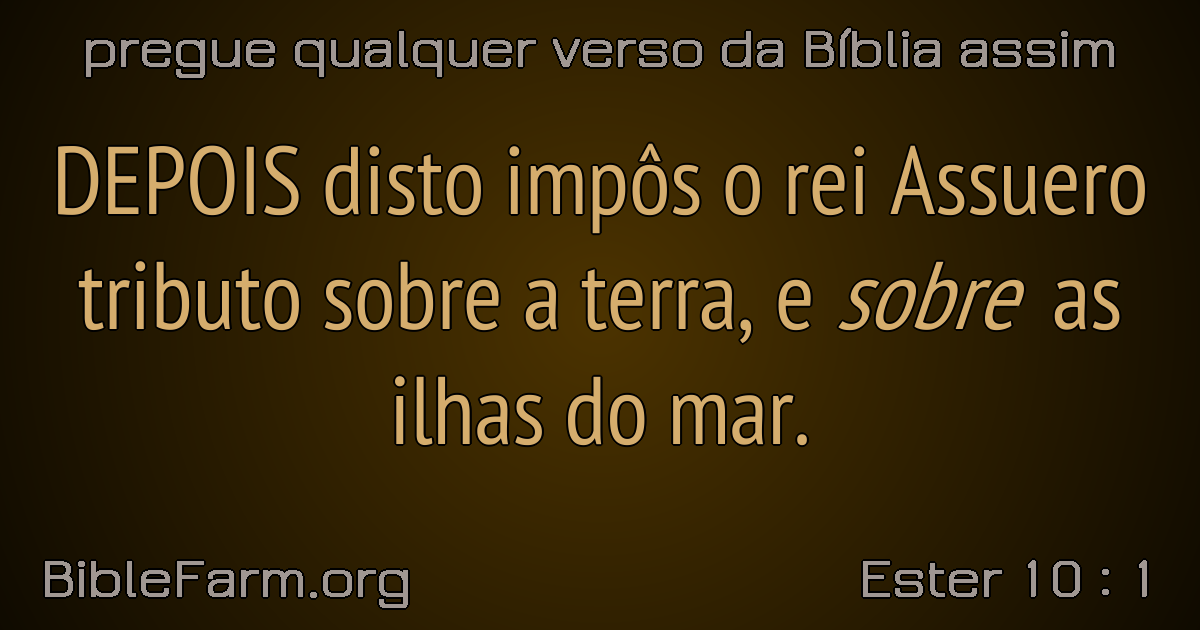 pregue qualquer verso da Bíblia assim
DEPOIS disto impôs o rei Assuero
tributo sobre a terra, e sobre as
ilhas do mar.
BibleFarm.org
Ester 10 : 1